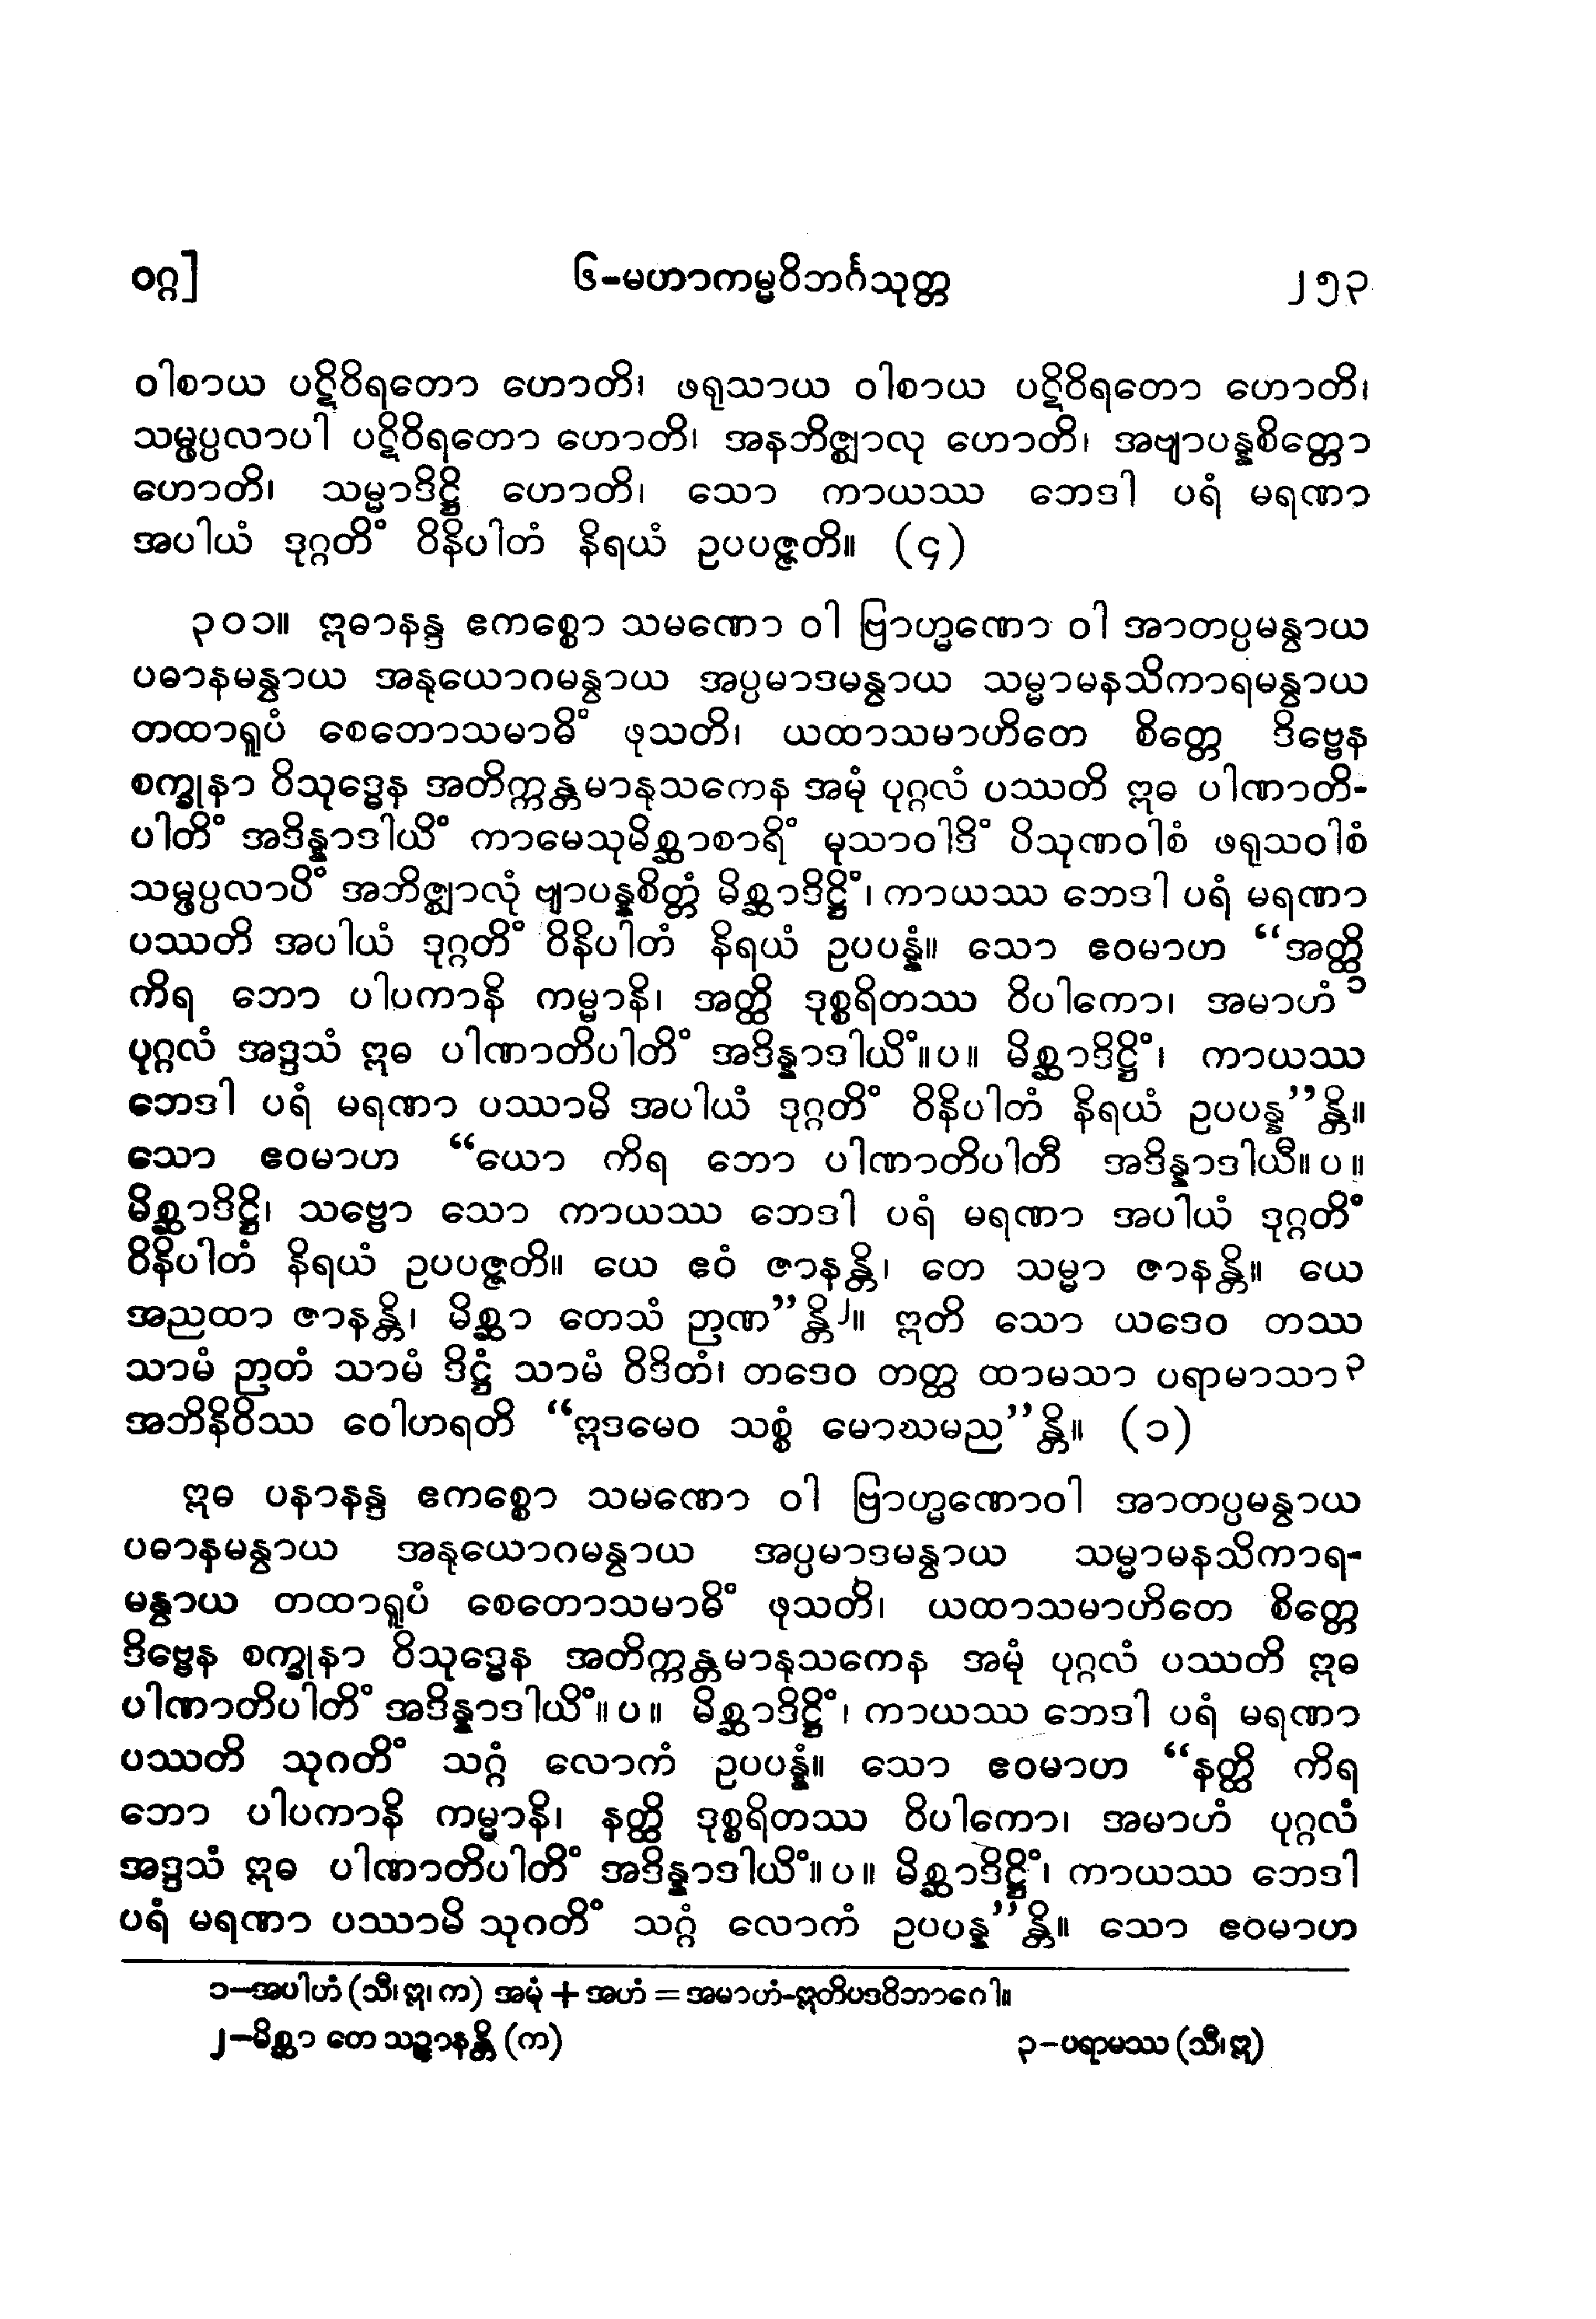 ဝဂ္ဂ]
၆-မဟာကမ္မဝိဘင်္ဂသုတ္တ
၂၅၃
ဝါစာယ ပဋိဝိရတော ဟောတိ၊ ဖရုသာယ ဝါစာယ ပဋိဝိရတော ဟောတိ၊
သမ္ဖပ္ပလာပါ ပဋိဝိရတော ဟောတိ၊ အနဘိဇ္ဈာလု ဟောတိ၊ အဗျာပန္နစိတ္တော
ဟောတိ၊ သမ္မာဒိဋ္ဌိ ဟောတိ၊ သော ကာယဿ ဘေဒါ ပရံ မရဏာ
အပါယံ ဒုဂ္ဂတိံ ဝိနိပါတံ နိရယံ ဥပပဇ္ဇတိ။ (၄)
၃၀၁။ ဣဓာနန္ဒ ဧကစ္စော သမဏော ဝါ ဗြာဟ္မဏော ဝါ အာတပ္ပမန္ဝာယ
ပဓာနမန္ဝာယ အနုယောဂမန္ဝာယ အပ္ပမာဒမန္ဝာယ သမ္မာမနသိကာရမန္ဝာယ
တထာရူပံ စေတောသမာဓိံ ဖုသတိ၊ ယထာသမာဟိတေ စိတ္တေ ဒိဗ္ဗေန
စက္ခုနာ ဝိသုဒ္ဓေန အတိက္ကန္တမာနုသကေန အမုံ ပုဂ္ဂလံ ပဿတိ ဣဓ ပါဏာတိ-
ပါတိံ အဒိန္နာဒါယိံ ကာမေသုမိစ္ဆာစာရိံ မုသာဝါဒိံ ပိသုဏဝါစံ ဖရုသဝါစံ
သမ္ဖပ္ပလာပိံ အဘိဇ္ဈာလုံ ဗျာပန္နစိတ္တံ မိစ္ဆာဒိဋ္ဌိံ၊ ကာယဿ ဘေဒါ ပရံ မရဏာ
ပဿတိ အပါယံ ဒုဂ္ဂတိံ ဝိနိပါတံ နိရယံ ဥပပန္နံ။ သော ဧဝမာဟ “အတ္ထိ
ကိရ ဘော ပါပကာနိ ကမ္မာနိ၊ အတ္ထိ ဒုစ္စရိတဿ ဝိပါကော၊ အမာဟံ ၁
ပုဂ္ဂလံ အဒ္ဒသံ ဣဓ ပါဏာတိပါတိံ အဒိန္နာဒါယိံ။ပ။ မိစ္ဆာဒိဋ္ဌိံ၊ ကာယဿ
ဘေဒါ ပရံ မရဏာ ပဿာမိ အပါယံ ဒုဂ္ဂတိံ ဝိနိပါတံ နိရယံ ဥပပန္န”န္တိ။
သော ဧဝမာဟ “ယော ကိရ ဘော ပါဏာတိပါတီ အဒိန္နာဒါယီ။ပ။
မိစ္ဆာဒိဋ္ဌိ၊ သဗ္ဗော သော ကာယဿ ဘေဒါ ပရံ မရဏာ အပါယံ ဒုဂ္ဂတိံ
ဝိနိပါတံ နိရယံ ဥပပဇ္ဇတိ။ ယေ ဧဝံ ဇာနန္တိ၊ တေ သမ္မာ ဇာနန္တိ။ ယေ
အညထာ ဇာနန္တိ၊ မိစ္ဆာ တေသံ ဉာဏ”န္တိ၂။ ဣတိ သော ယဒေဝ တဿ
သာမံ ဉာတံ သာမံ ဒိဋ္ဌံ သာမံ ဝိဒိတံ၊ တဒေဝ တတ္ထ ထာမသာ ပရာမာသာ၃
အဘိနိဝိဿ ဝေါဟရတိ “ဣဒမေဝ သစ္စံ မောဃမည”န္တိ။ (၁)
ဣဓ ပနာနန္ဒ ဧကစ္စော သမဏော ဝါ ဗြာဟ္မဏောဝါ အာတပ္ပမန္ဝာယ
ပဓာနမန္ဝာယ အနုယောဂမန္ဝာယ အပ္ပမာဒမန္ဝာယ သမ္မာမနသိကာရ-
မန္ဝာယ တထာရူပံ စေတောသမာဓိံ ဖုသတိ၊ ယထာသမာဟိတေ စိတ္တေ
ဒိဗ္ဗေန စက္ခုနာ ဝိသုဒ္ဓေန အတိက္ကန္တမာနုသကေန အမုံ ပုဂ္ဂလံ ပဿတိ ဣဓ
ပါဏာတိပါတိံ အဒိန္နာဒါယိံ။ပ။ မိစ္ဆာဒိဋ္ဌိံ၊ ကာယဿ ဘေဒါ ပရံ မရဏာ
ပဿတိ သုဂတိံ သဂ္ဂံ လောကံ ဥပပန္နံ။ သော ဧဝမာဟ “နတ္ထိ ကိရ
ဘော ပါပကာနိ ကမ္မာနိ၊ နတ္ထိ ဒုစ္စရိတဿ ဝိပါကော၊ အမာဟံ ပုဂ္ဂလံ
အဒ္ဒသံ ဣဓ ပါဏာတိပါတိံ အဒိန္နာဒါယိံ။ပ။ မိစ္ဆာဒိဋ္ဌိံ၊ ကာယဿ ဘေဒါ
ပရံ မရဏာ ပဿာမိ သုဂတိံ သဂ္ဂံ လောကံ ဥပပန္န”န္တိ။ သော ဧဝမာဟ
၁-အပါဟံ (သီ၊ ဣ၊ က) အမုံ + အဟံ = အမာဟံ-ဣတိပဒဝိဘာဂေါ။
၂-မိစ္ဆာ တေ သဉ္ဇာနန္တိ (က)
၃-ပရာမဿ (သီ၊ ဣ)